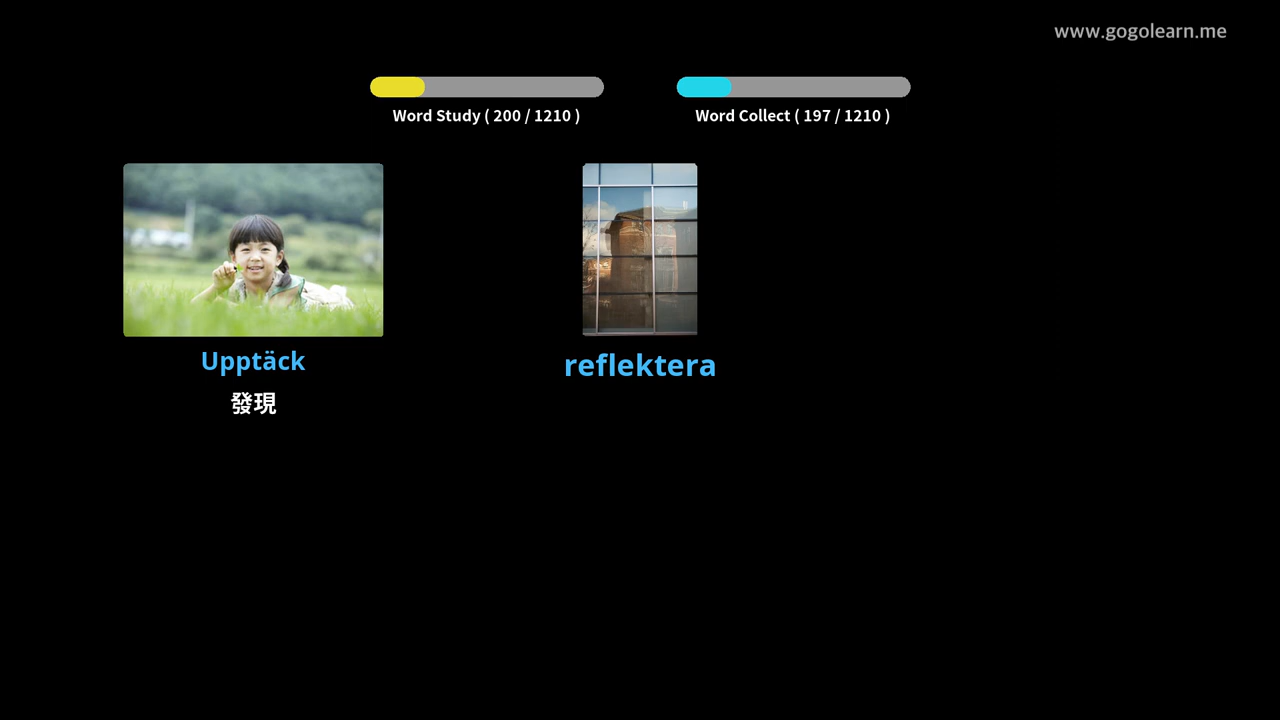 www.gogolearn.me
Word Study ( 200 / 1210 )
Word Collect ( 197 / 1210 )
Upptäck
發現
reflektera